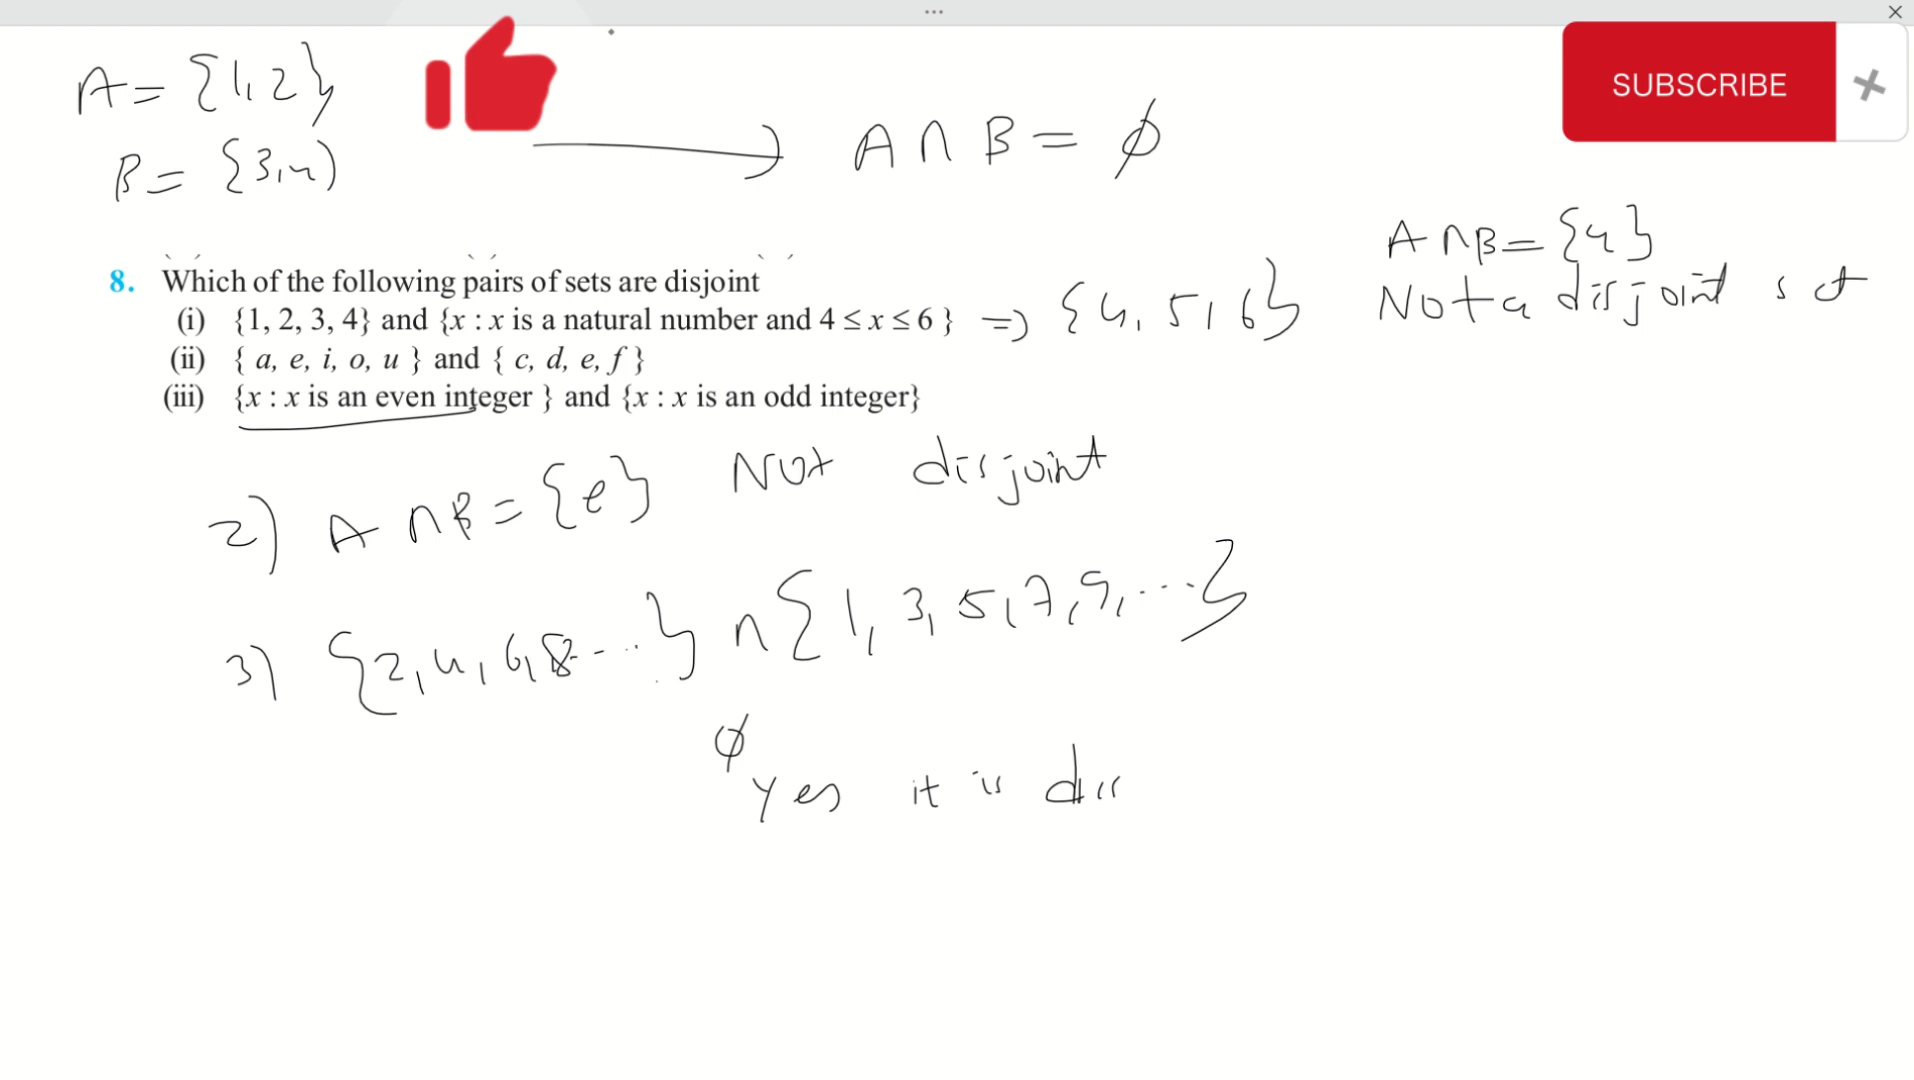 A = {1,2}
SUBSCRIBE
B = {3,4)
A ∩ B = ϕ
A ∩ B = {4}
8. Which of the following pairs of sets are disjoint
(i) {1, 2, 3, 4} and {x : x is a natural number and 4 ≤ x ≤ 6 } ⇒ {4, 5, 6} Not a disjoint set
(ii) { a, e, i, o, u } and { c, d, e, f }
(iii) {x : x is an even integer } and {x : x is an odd integer}
2) A ∩ B = {e} Not disjoint
3) {2, 4, 6, 8 - ...} ∩ {1, 3, 5, 7, 9, ...}
ϕ
Yes it is dis